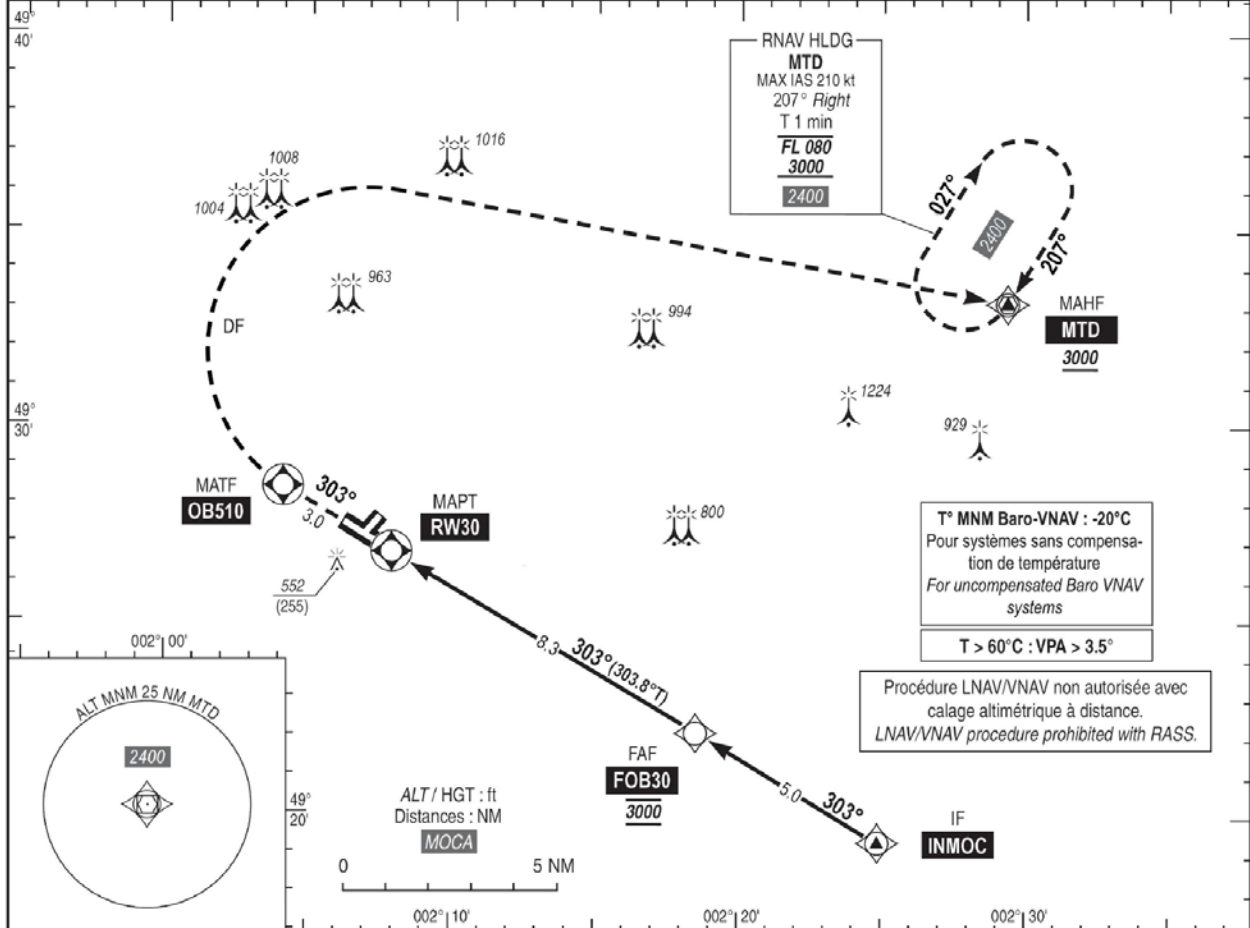 49°
40'
RNAV HLDG
MTD
MAX IAS 210 kt
207° Right
T 1 min
FL 080
3000
2400
1016
1008
1004
027°
2400
207°
963
994
DF
MAHF
MTD
3000
49°
30'
1224
929
MATF
OB510
303°
3.0
MAPT
RW30
800
552
(255)
T° MNM Baro-VNAV : -20°C
Pour systèmes sans compensa-
tion de température
For uncompensated Baro VNAV
systems
T > 60°C : VPA > 3.5°
8.3
303° (303.8°T)
Procédure LNAV/VNAV non autorisée avec
calage altimétrique à distance.
LNAV/VNAV procedure prohibited with RASS.
002° 00'
ALT MNM 25 NM MTD
2400
FAF
FOB30
3000
5.0
303°
IF
INMOC
49°
20'
ALT / HGT : ft
Distances : NM
MOCA
0 5 NM
002° 10' 002° 20' 002° 30'